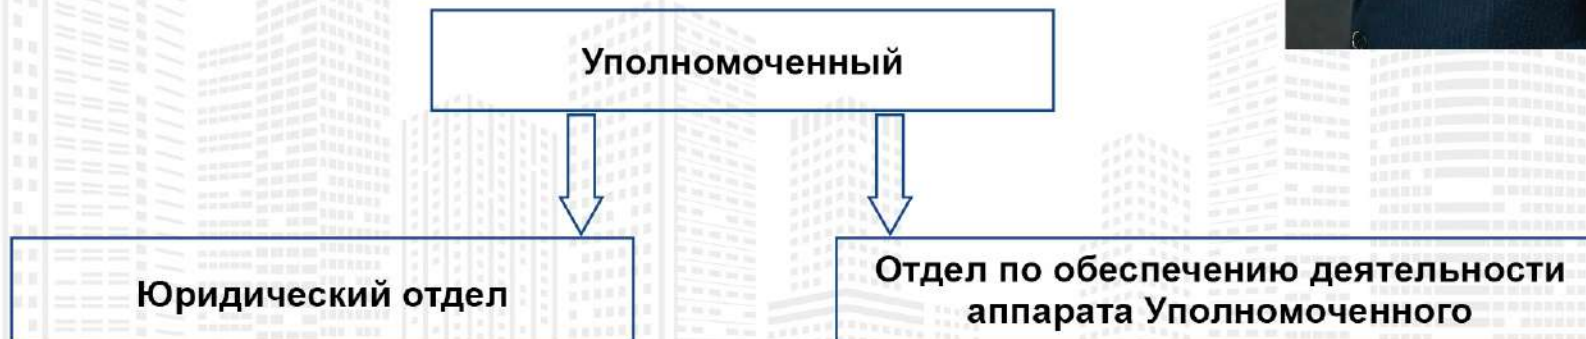 Уполномоченный
Юридический отдел
Отдел по обеспечению деятельности
аппарата Уполномоченного